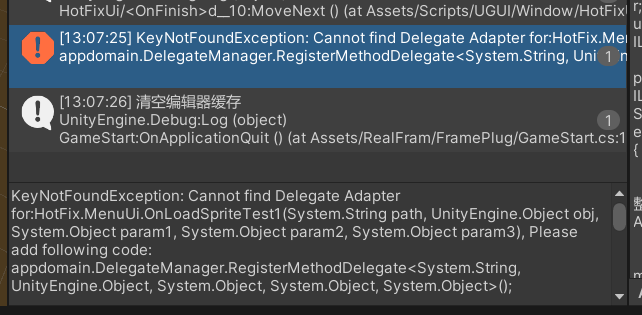 HotFixUi/<OnFinish>d__10:MoveNext () (at Assets/Scripts/UGUI/Window/HotFix
[13:07:25] KeyNotFoundException: Cannot find Delegate Adapter for:HotFix.Men
appdomain.DelegateManager.RegisterMethodDelegate<System.String, Uni
1
[13:07:26] 清空编辑器缓存
UnityEngine.Debug:Log (object)
1
GameStart:OnApplicationQuit () (at Assets/RealFram/FramePlug/GameStart.cs:1
KeyNotFoundException: Cannot find Delegate Adapter
for:HotFix.MenuUi.OnLoadSpriteTest1(System.String path, UnityEngine.Object obj,
System.Object param1, System.Object param2, System.Object param3), Please
add following code:
appdomain.DelegateManager.RegisterMethodDelegate<System.String,
UnityEngine.Object, System.Object, System.Object, System.Object>();